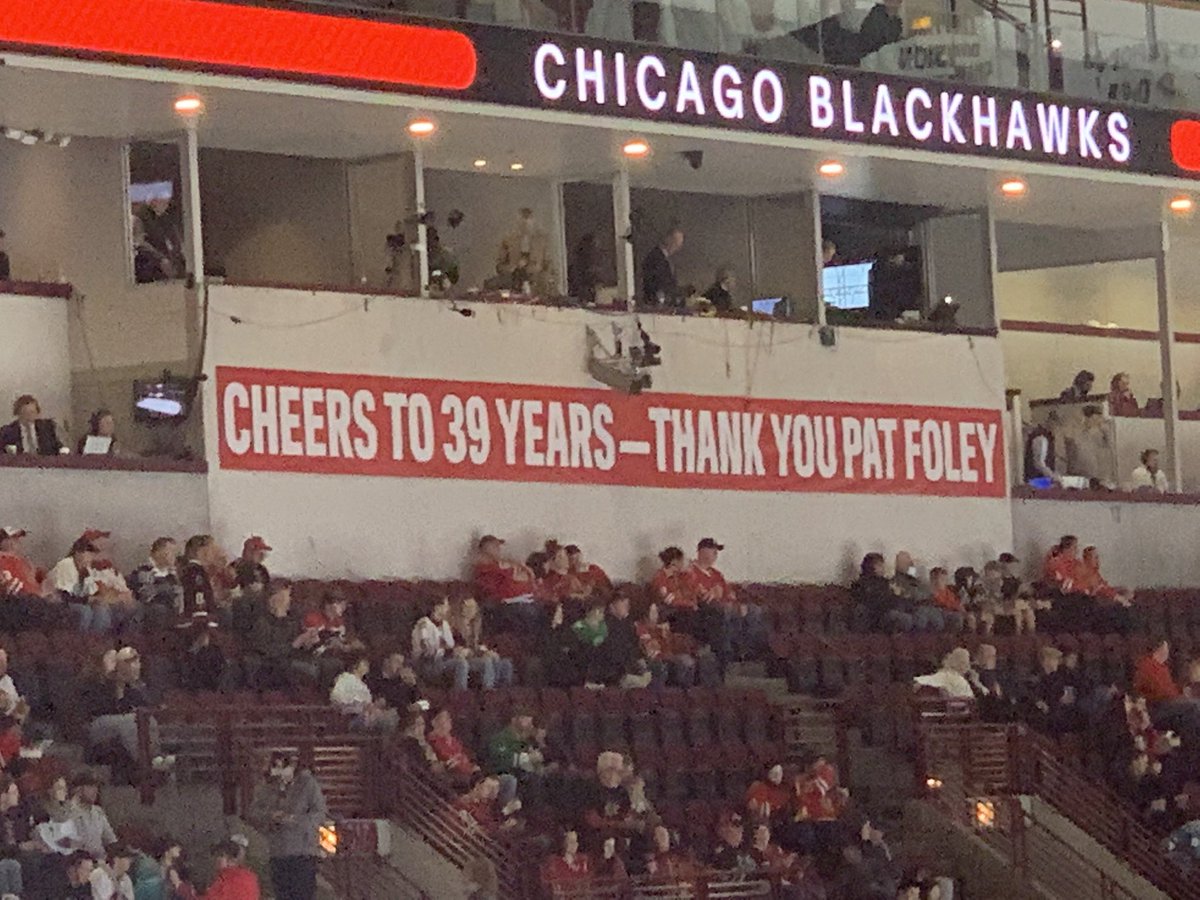 CHICAGO BLACKHAWKS
CHEERS TO 39 YEARS—THANK YOU PAT FOLEY